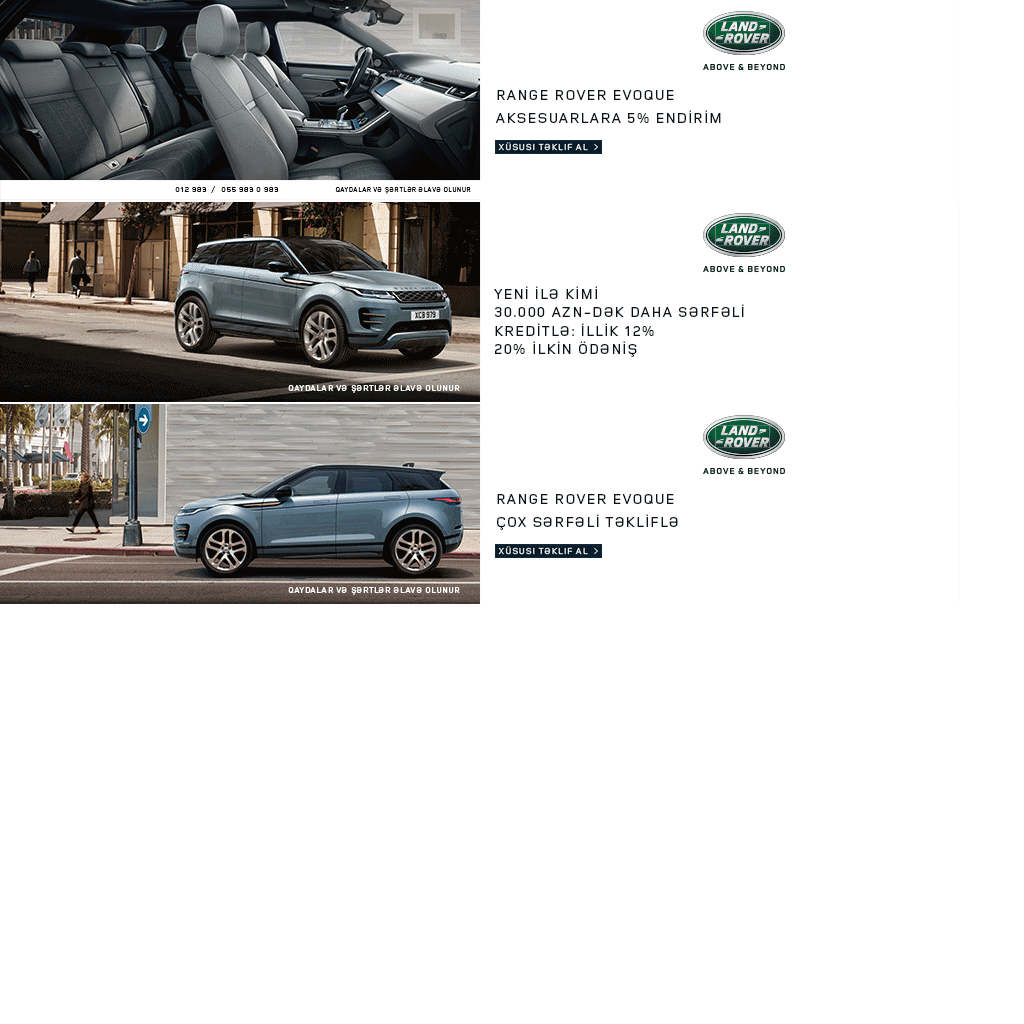 LAND
ROVER
ABOVE & BEYOND
RANGE ROVER EVOQUE
AKSESUARLARA 5% ENDİRİM
XÜSUSI TƏKLIF AL >
012 983 / 055 983 0 983
QAYDALAR VƏ ŞƏRTLƏR ƏLAVƏ OLUNUR
LAND
ROVER
ABOVE & BEYOND
YENİ İLƏ KİMİ
30.000 AZN-DƏK DAHA SƏRFƏLİ
KREDİTLƏ: İLLİK 12%
20% İLKİN ÖDƏNİŞ
XCB 979
QAYDALAR VƏ ŞƏRTLƏR ƏLAVƏ OLUNUR
LAND
ROVER
ABOVE & BEYOND
RANGE ROVER EVOQUE
ÇOX SƏRFƏLİ TƏKLİFLƏ
XÜSUSI TƏKLIF AL >
QAYDALAR VƏ ŞƏRTLƏR ƏLAVƏ OLUNUR